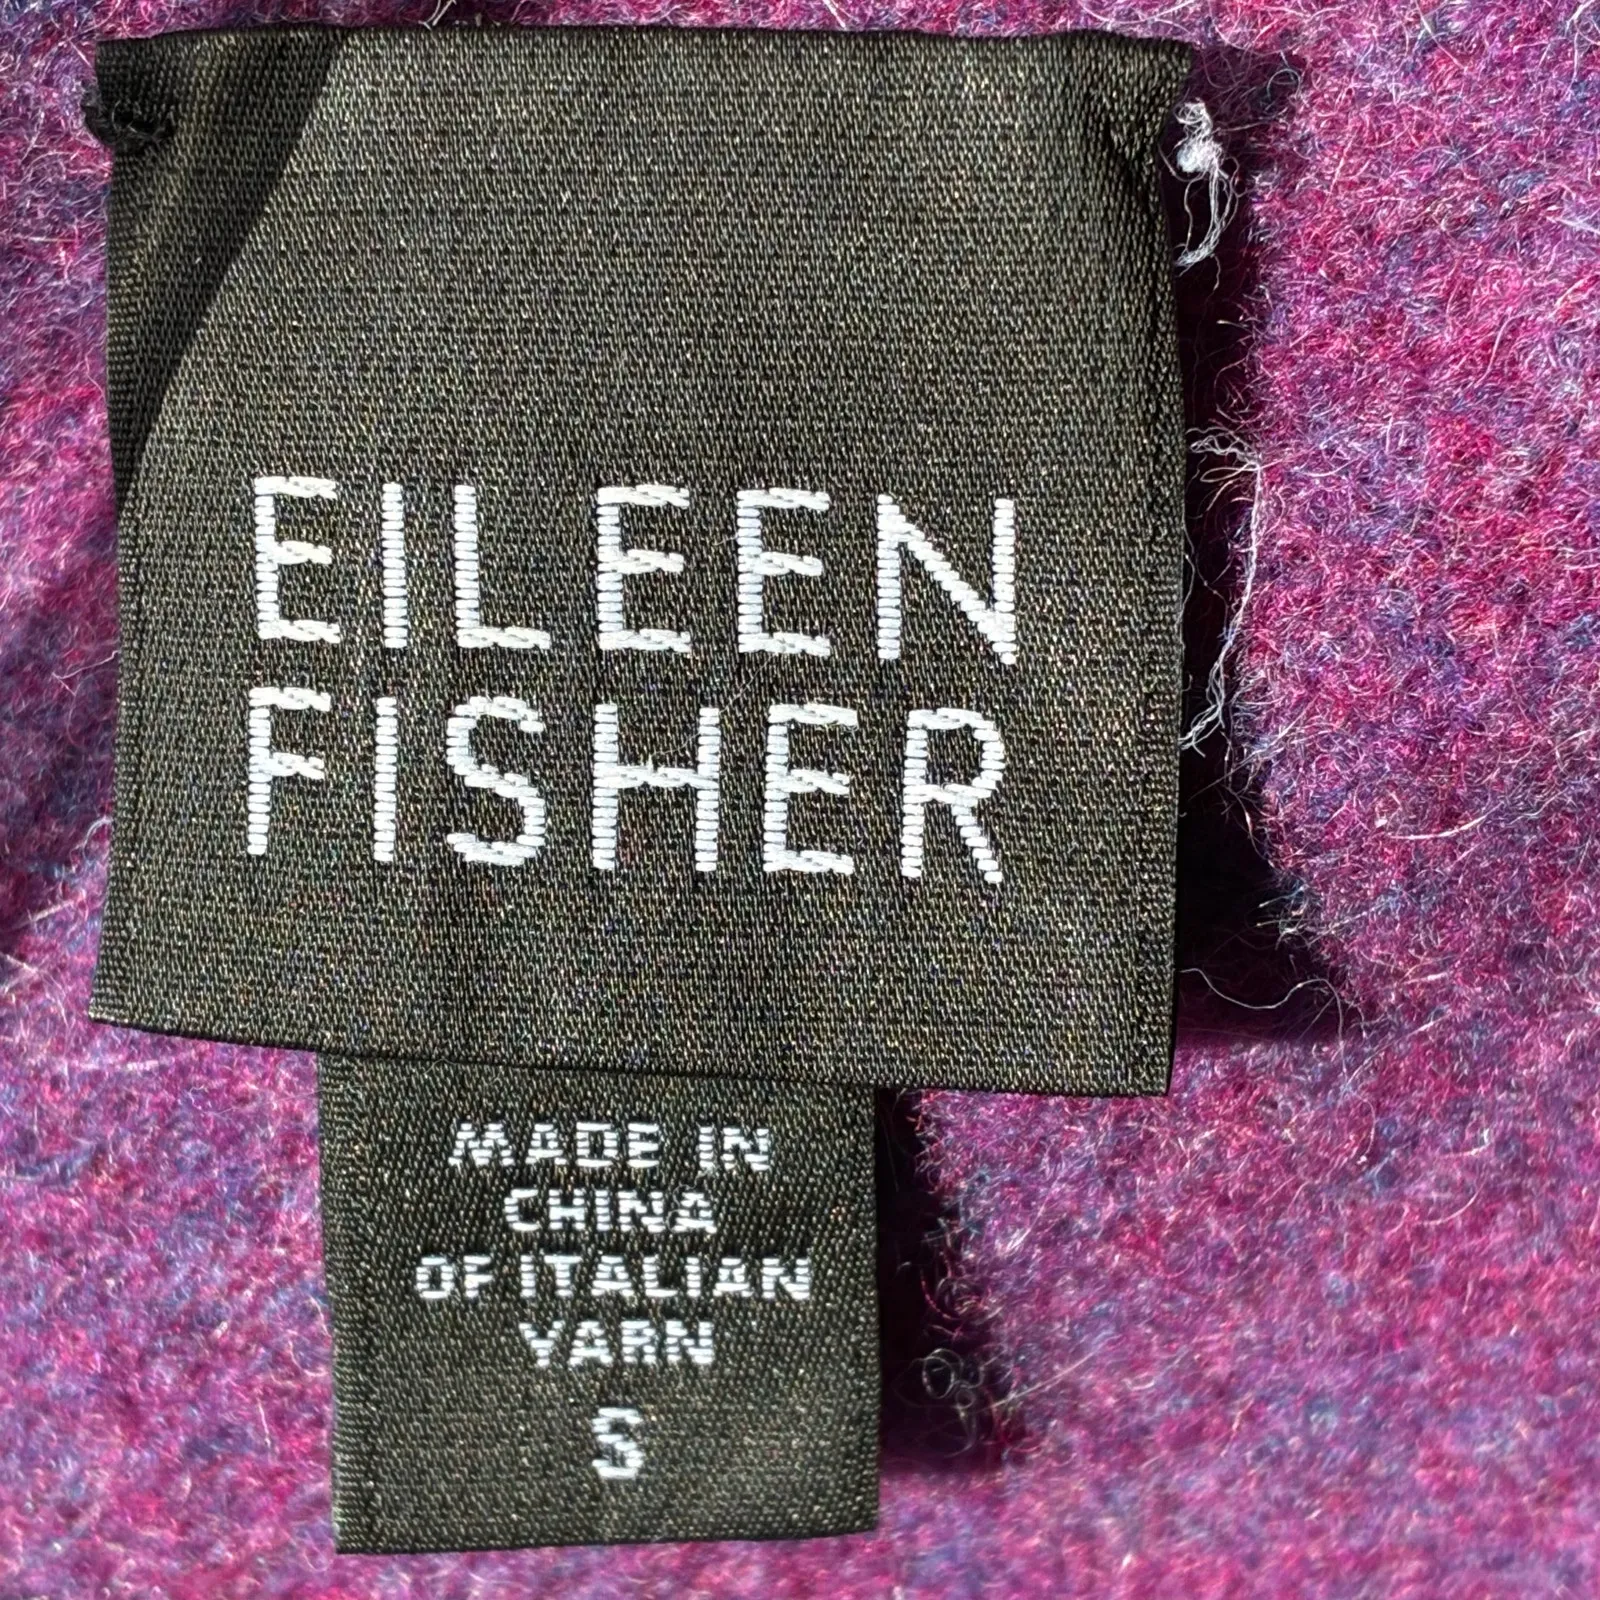 EILEEN
FISHER
MADE IN
CHINA
OF ITALIAN
YARN
S